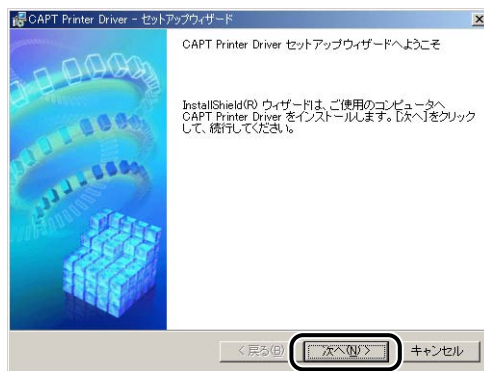 CAPT Printer Driver - セットアップウィザード
CAPT Printer Driver セットアップウィザードへようこそ
InstallShield(R) ウィザードは、ご使用のコンピュータへ
CAPT Printer Driver をインストールします。[次へ]をクリック
して、続行してください。
< 戻る(B)
次へ(N) >
キャンセル